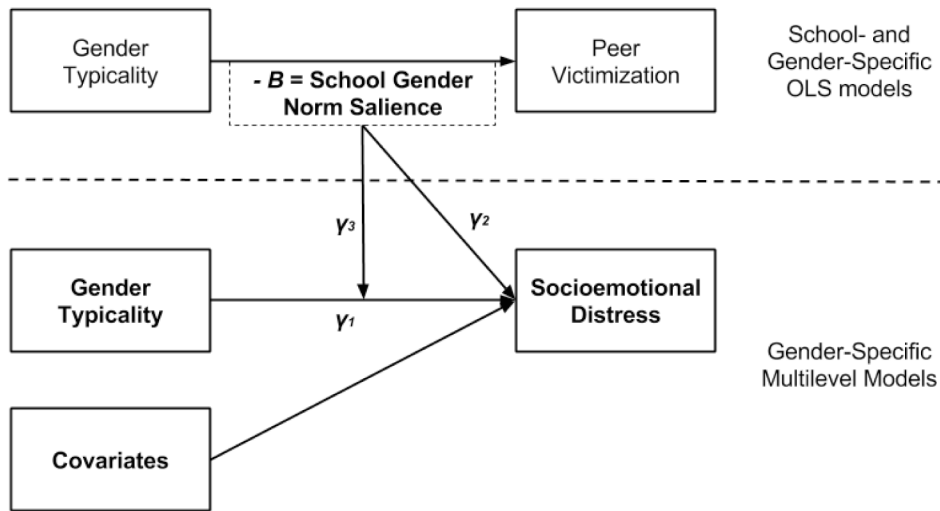 Gender
Typicality
- B = School Gender
Norm Salience
Peer
Victimization
School- and
Gender-Specific
OLS models
γ3
γ2
Gender
Typicality
γ1
Socioemotional
Distress
Gender-Specific
Multilevel Models
Covariates